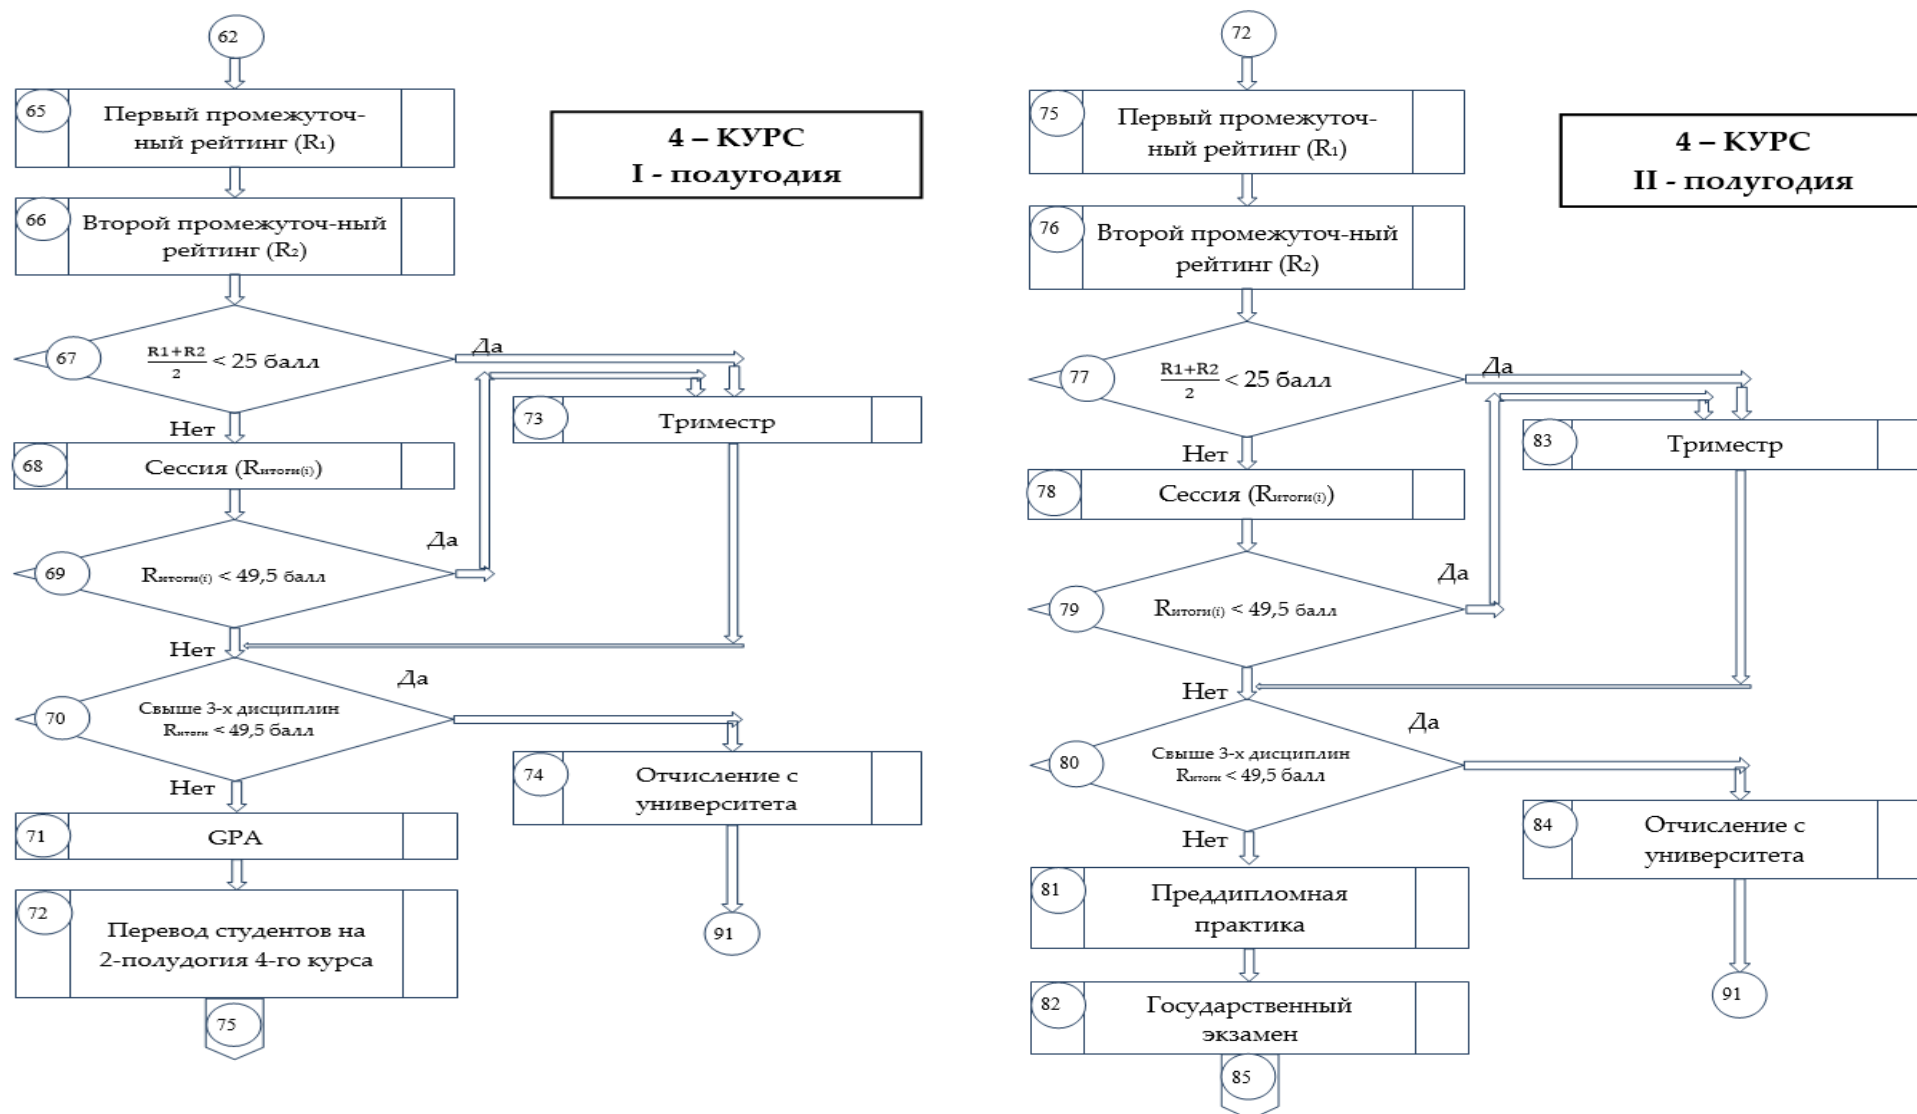 62
65
Первый промежуточ-
ный рейтинг (R₁)
4 – КУРС
I - полугодия
66
Второй промежуточ-ный
рейтинг (R₂)
67
R1+R2
2
< 25 балл
Да
Нет
73
Триместр
68
Сессия (Rитоги(i))
Да
69
Rитоги(i) < 49,5 балл
Нет
Да
70
Свыше 3-х дисциплин
Rитоги < 49,5 балл
Нет
74
Отчисление с
университета
71
GPA
72
Перевод студентов на
2-полудогия 4-го курса
91
75
72
75
Первый промежуточ-
ный рейтинг (R₁)
4 – КУРС
II - полугодия
76
Второй промежуточ-ный
рейтинг (R₂)
77
R1+R2
2
< 25 балл
Да
Нет
83
Триместр
78
Сессия (Rитоги(i))
Да
79
Rитоги(i) < 49,5 балл
Нет
Да
80
Свыше 3-х дисциплин
Rитоги < 49,5 балл
Нет
84
Отчисление с
университета
81
Преддипломная
практика
82
Государственный
экзамен
91
85